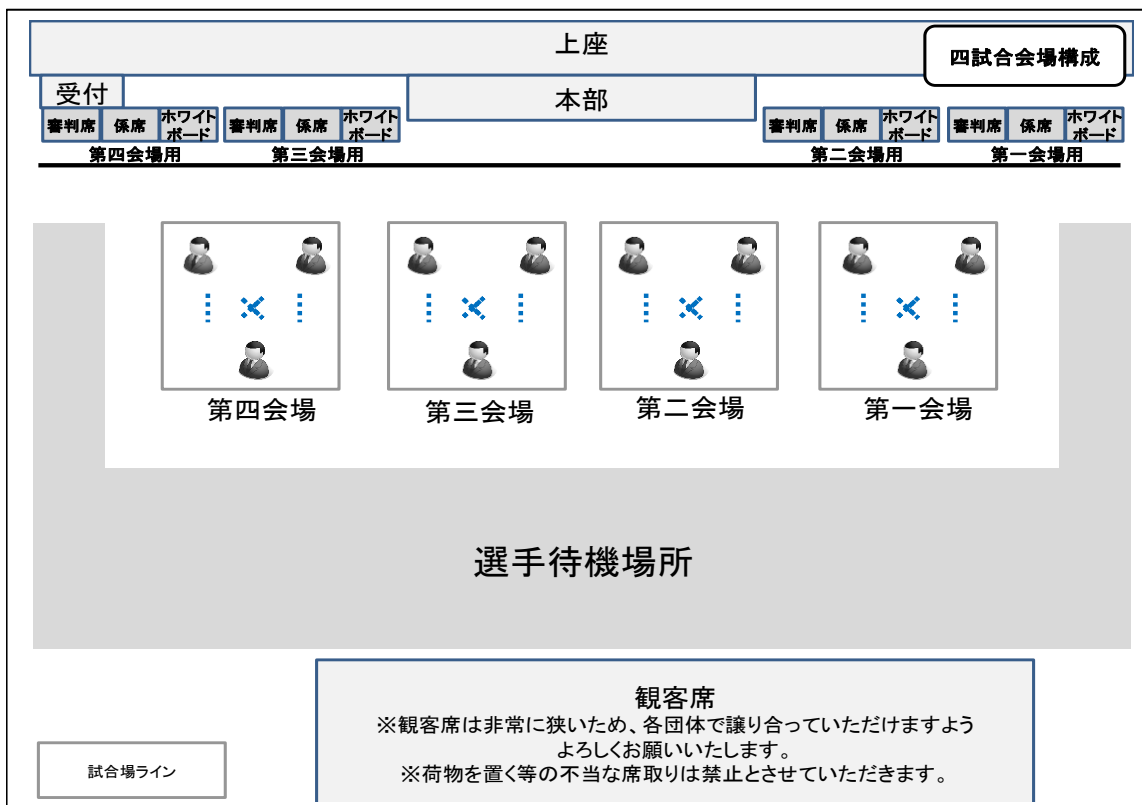 上座
四試合会場構成
受付
本部
審判席 係席 ホワイト
ボード
審判席 係席 ホワイト
ボード
審判席 係席 ホワイト
ボード
審判席 係席 ホワイト
ボード
第四会場用
第三会場用
第二会場用
第一会場用
第四会場
第三会場
第二会場
第一会場
選手待機場所
観客席
※観客席は非常に狭いため、各団体で譲り合っていただけますよう
よろしくお願いいたします。
※荷物を置く等の不当な席取りは禁止とさせていただきます。
試合場ライン